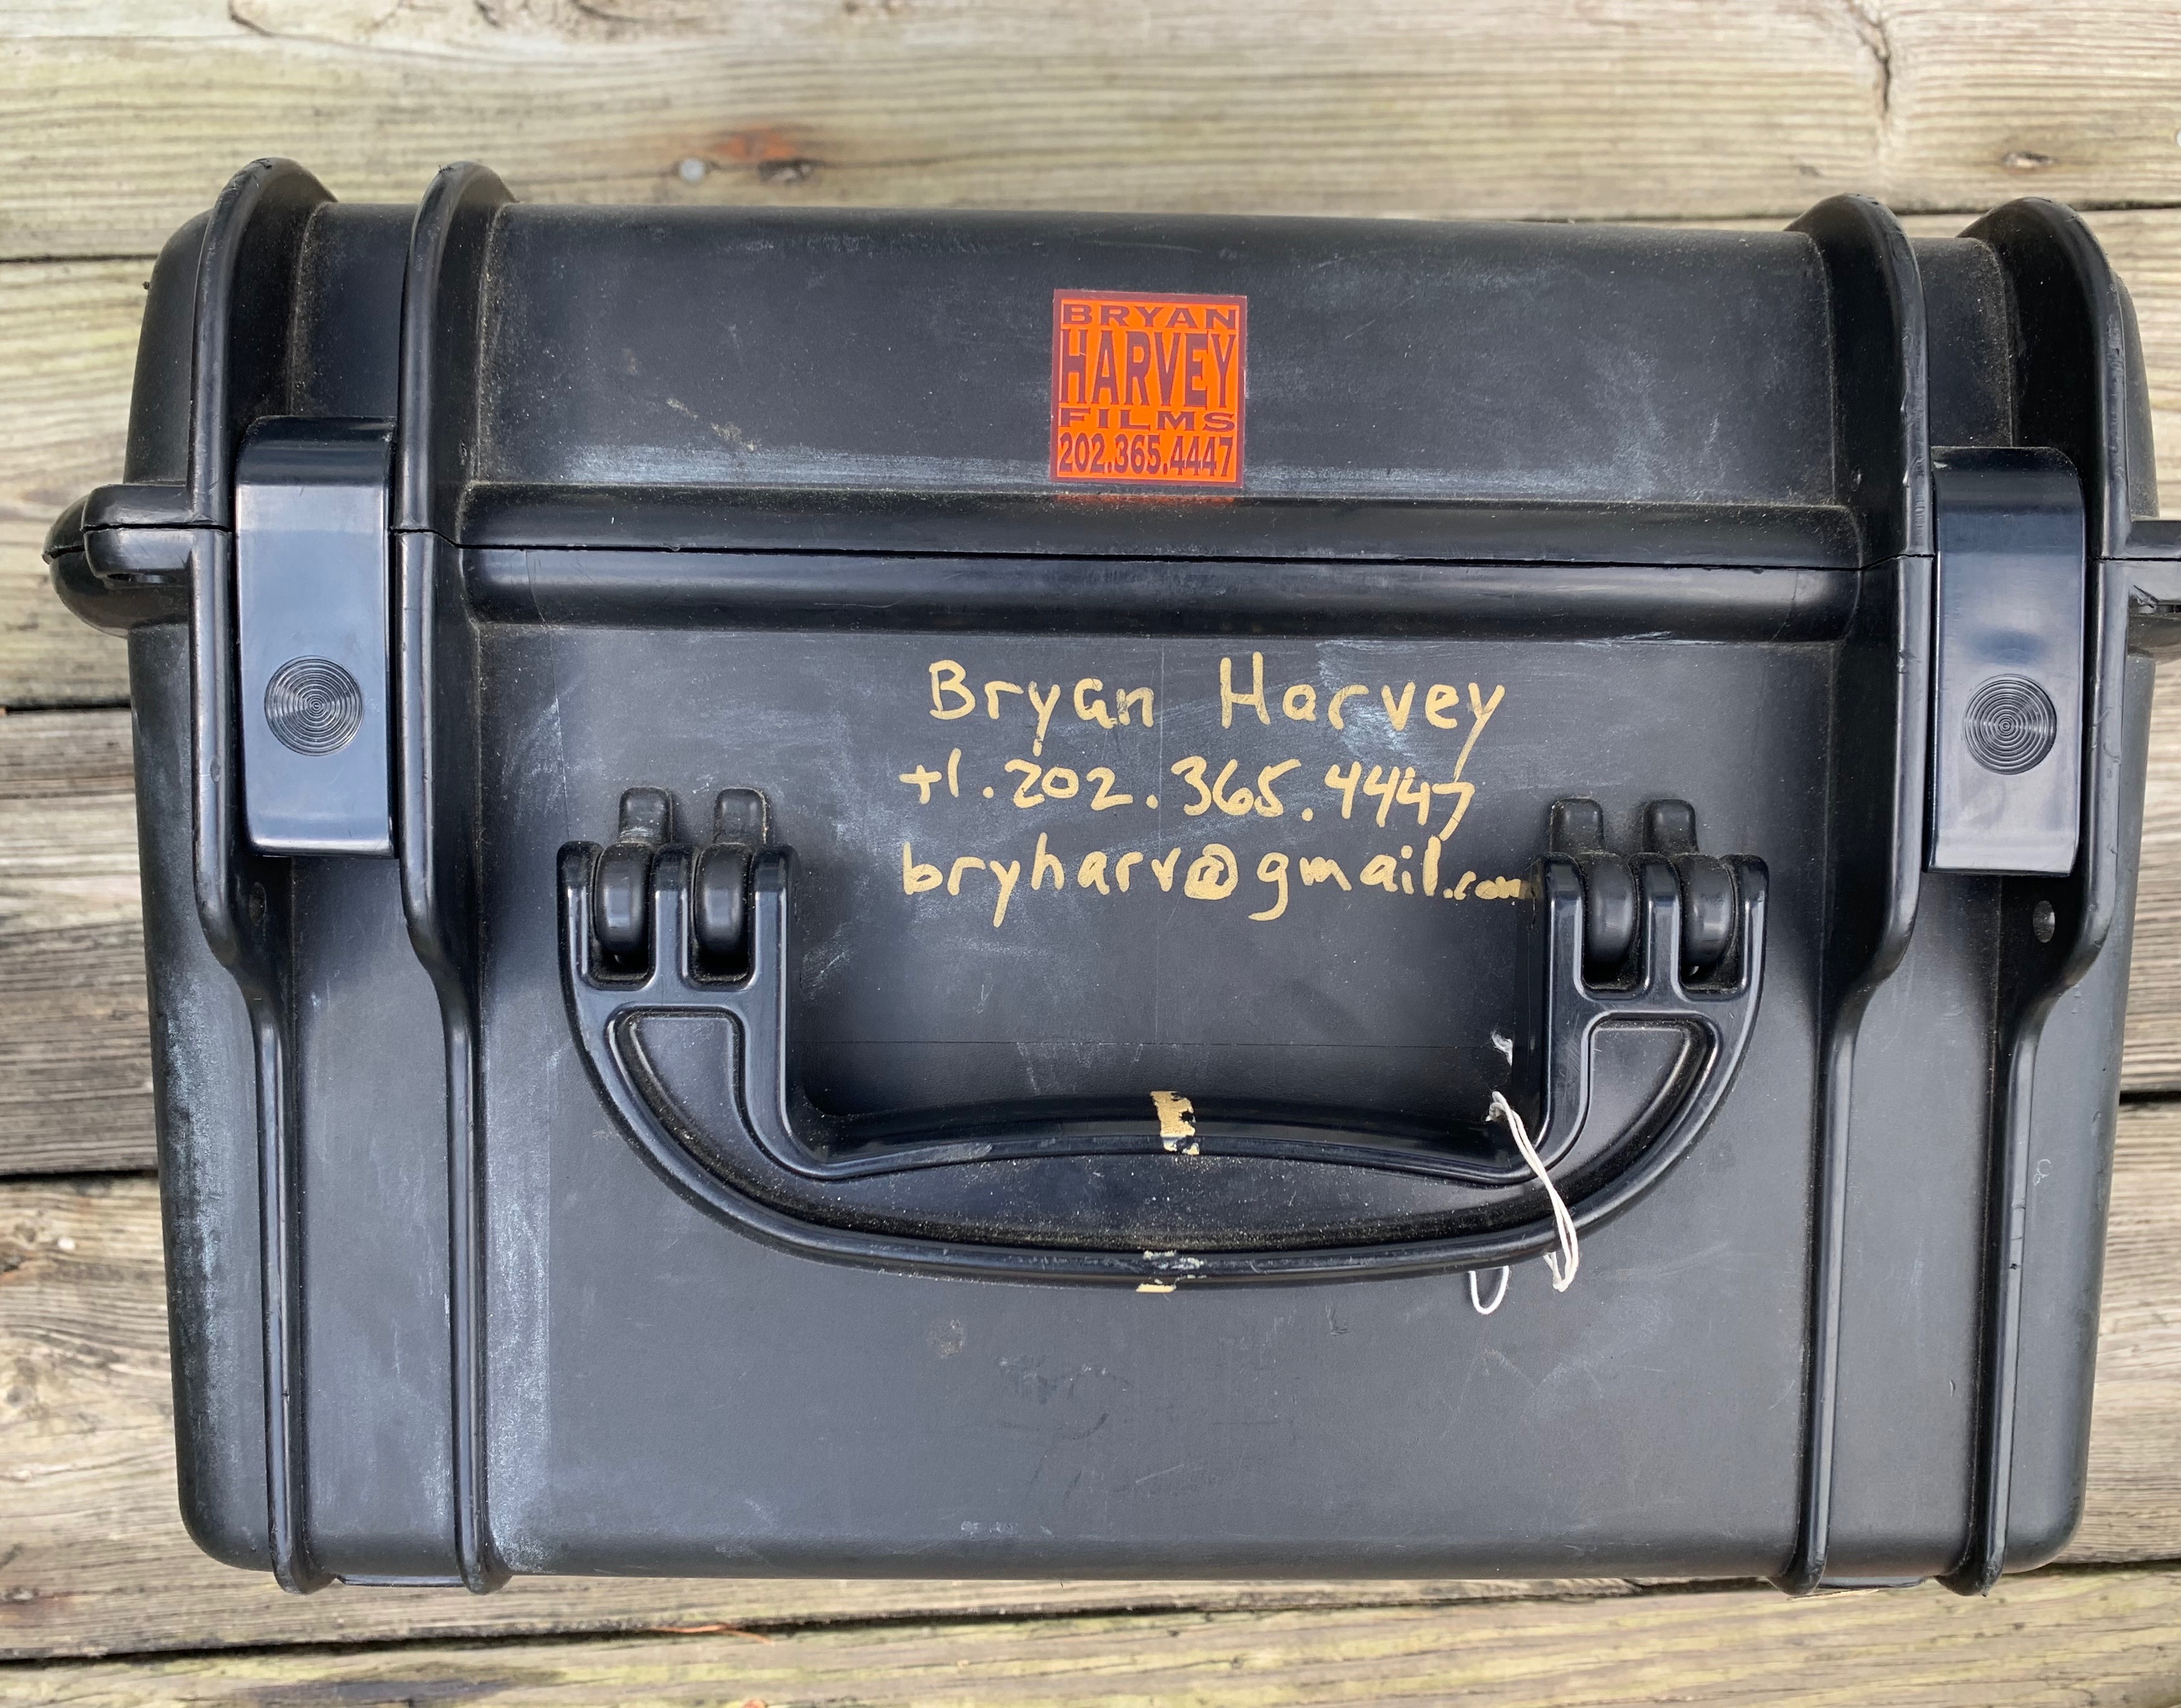 BRYAN
HARVEY
FILMS
202.365.4447
Bryan Harvey
+1.202.365.4447
bryharv@gmail.com